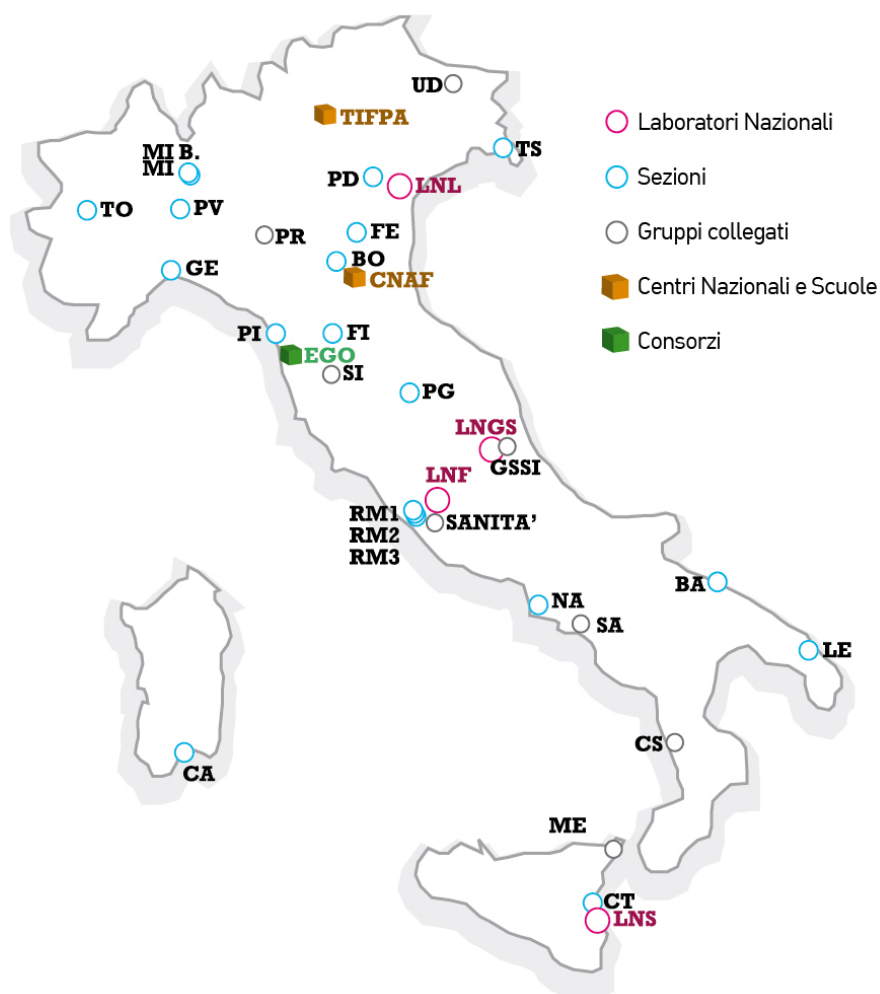 UD
TIFPA
Laboratori Nazionali
MI B.
MI
TS
PD
LNL
Sezioni
TO
PV
PR
FE
Gruppi collegati
BO
GE
CNAF
Centri Nazionali e Scuole
PI
FI
EGO
Consorzi
SI
PG
LNGS
GSSI
LNF
RM1
SANITA'
RM2
RM3
BA
NA
SA
LE
CS
CA
ME
CT
LNS